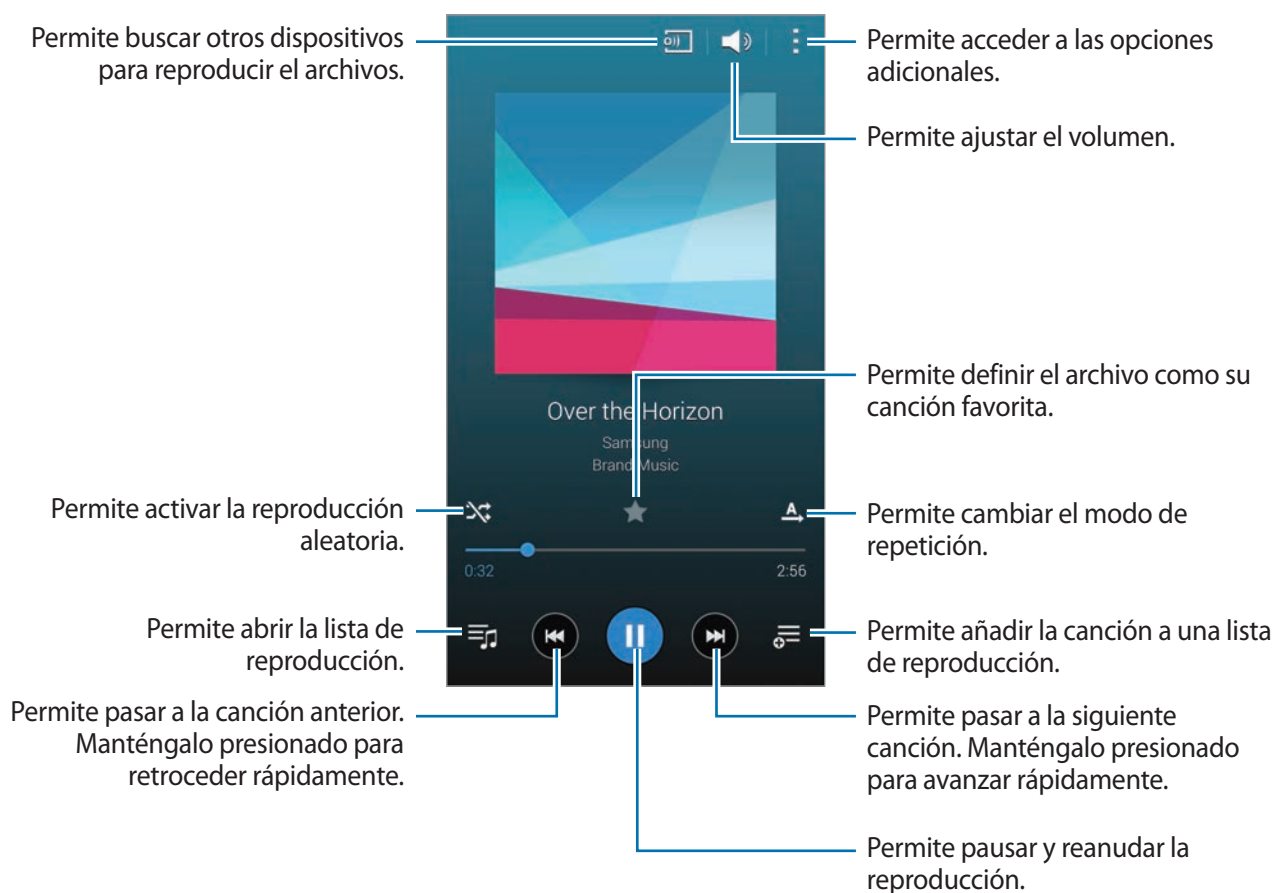 Permite buscar otros dispositivos
para reproducir el archivos.
Permite acceder a las opciones
adicionales.
Permite ajustar el volumen.
Permite definir el archivo como su
canción favorita.
Over the Horizon
Samsung
Brand Music
Permite activar la reproducción
aleatoria.
A
Permite cambiar el modo de
repetición.
0:32
2:56
Permite abrir la lista de
reproducción.
Permite añadir la canción a una lista
de reproducción.
Permite pasar a la canción anterior.
Manténgalo presionado para
retroceder rápidamente.
Permite pasar a la siguiente
canción. Manténgalo presionado
para avanzar rápidamente.
Permite pausar y reanudar la
reproducción.